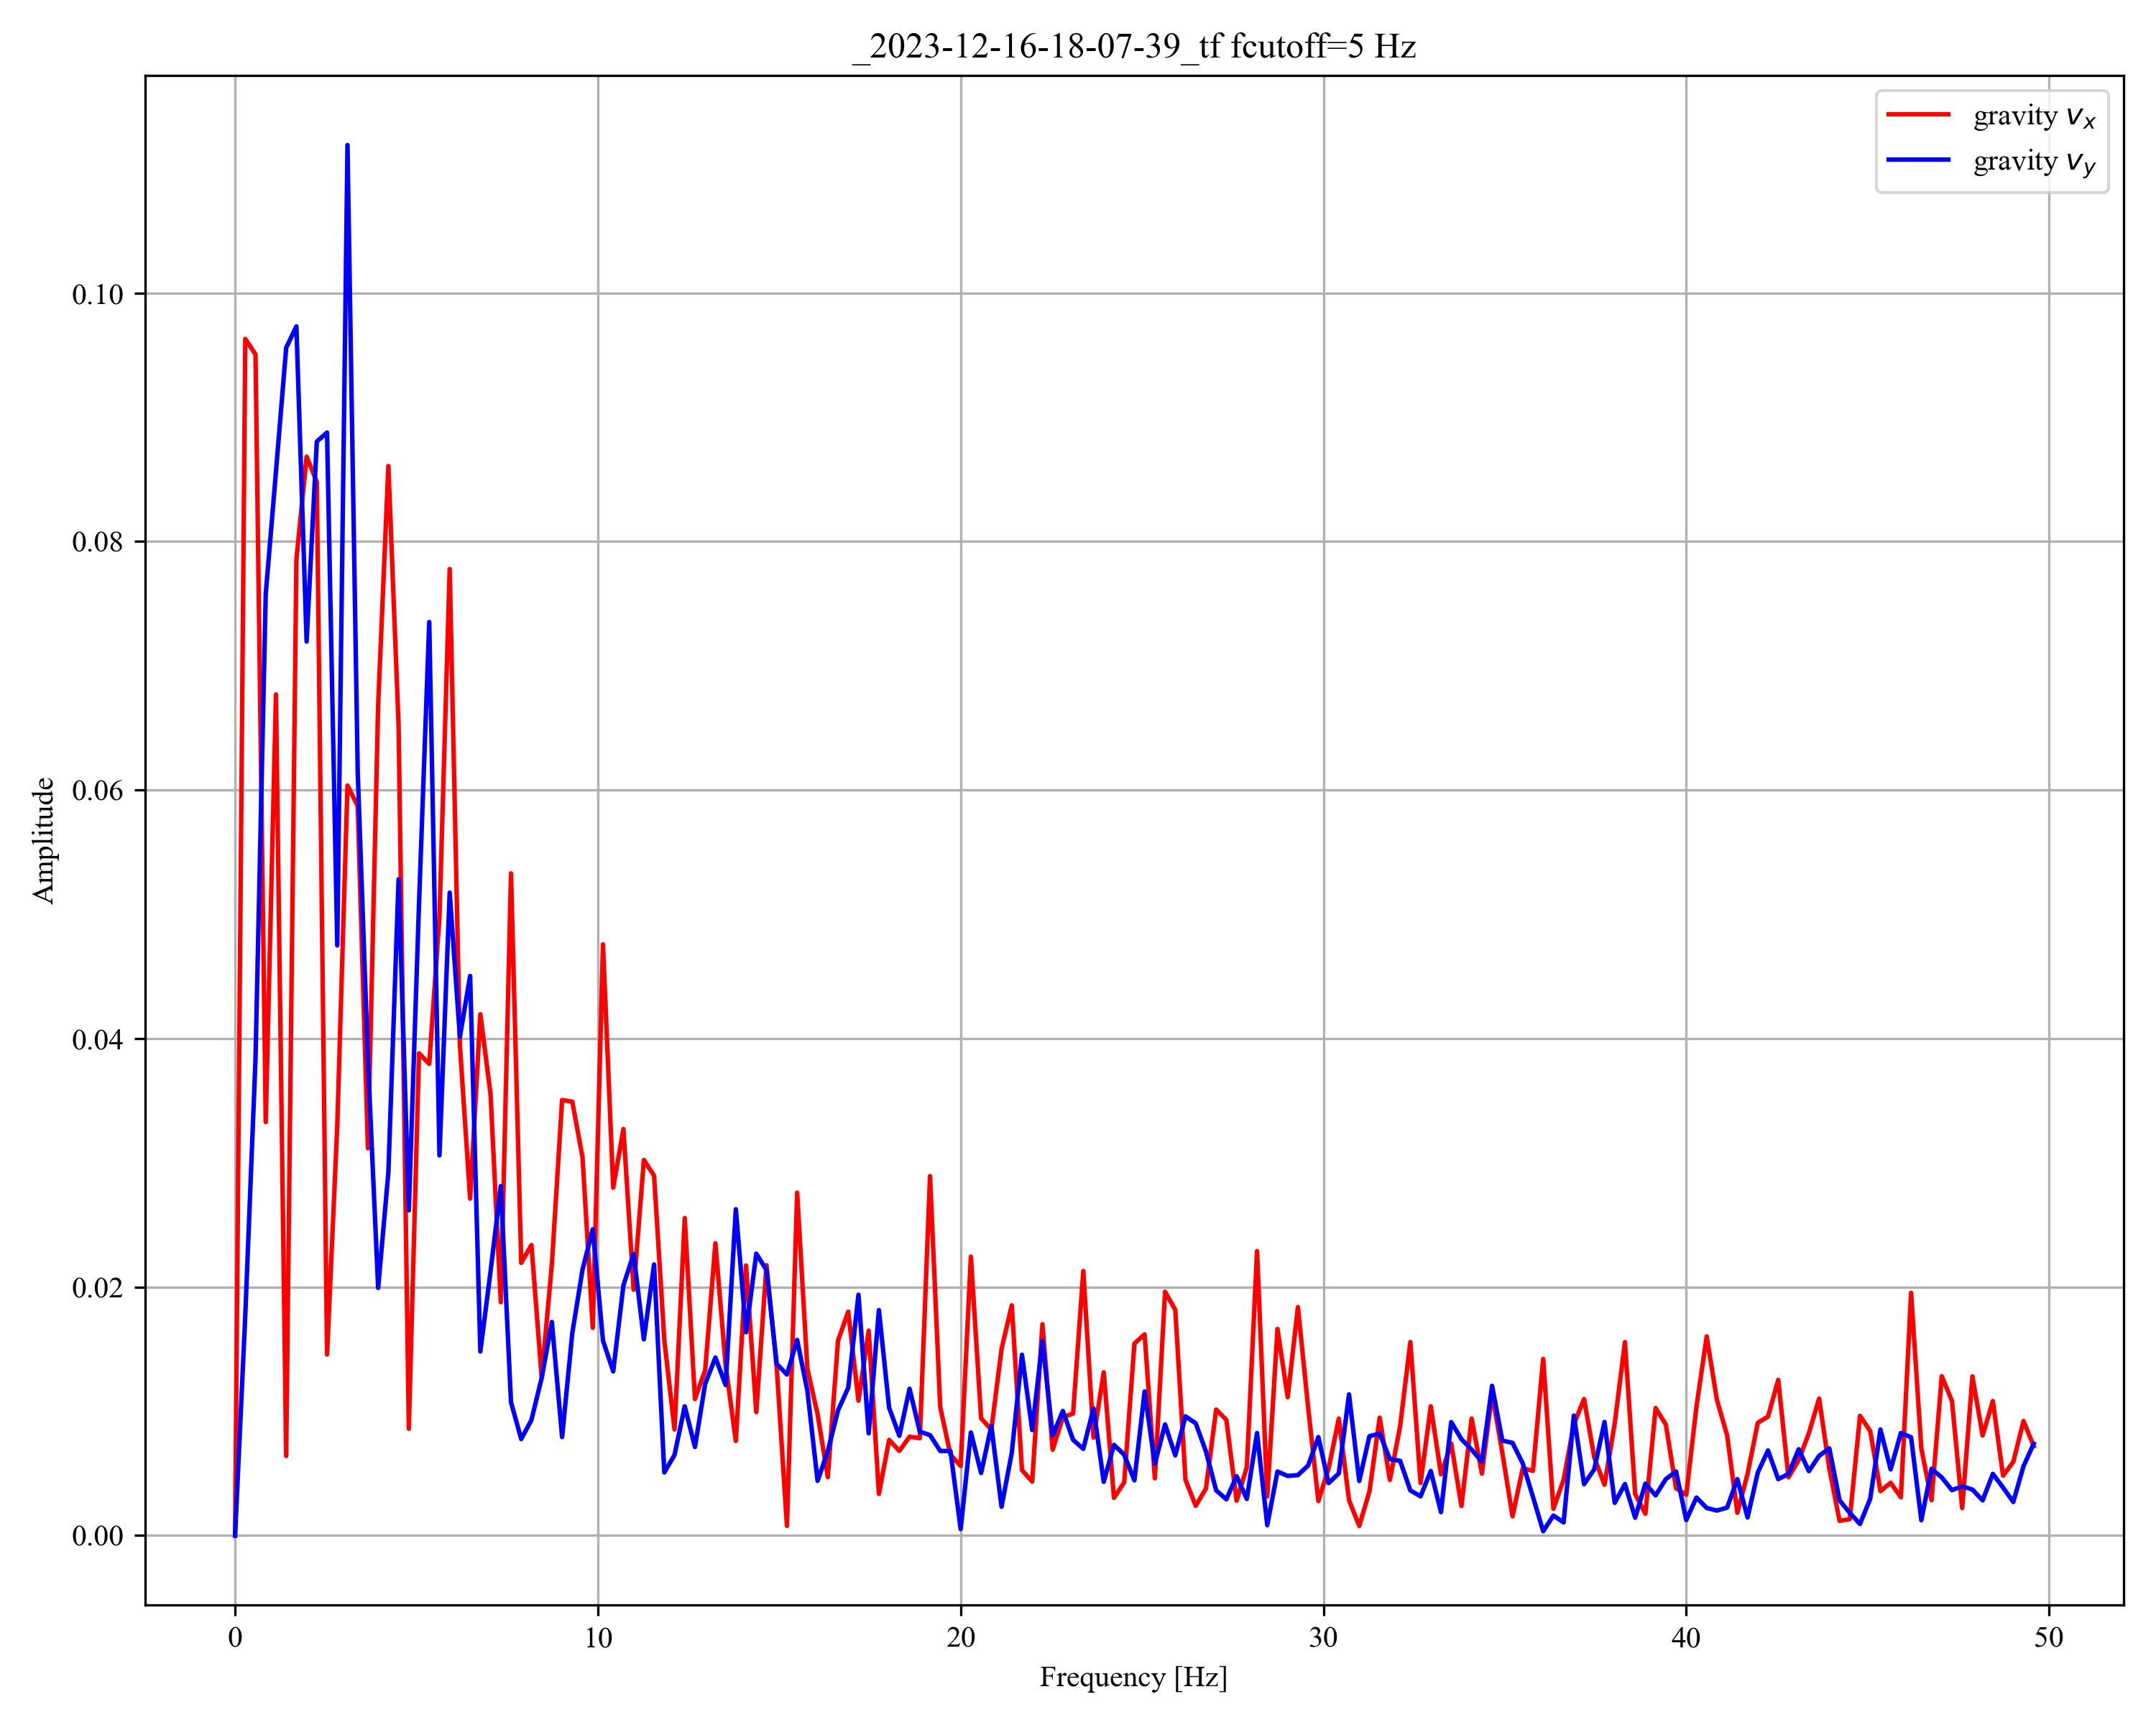 _2023-12-16-18-07-39_tf fcutoff=5 Hz
gravity vₓ
gravity v_y
0.10
0.08
0.06
0.04
0.02
0.00
Amplitude
0 10 20 30 40 50
Frequency [Hz]